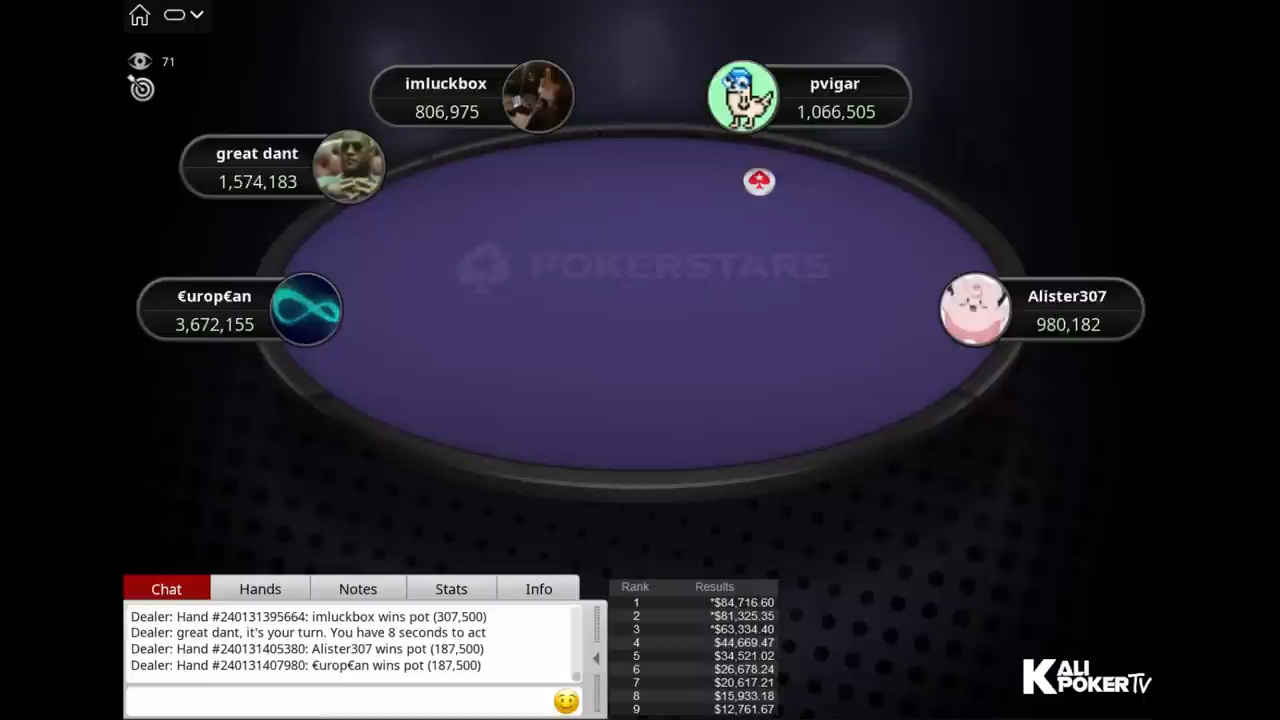 71
imluckbox
806,975
pvigar
1,066,505
great dant
1,574,183
POKERSTARS
€urop€an
3,672,155
Alister307
980,182
Chat Hands Notes Stats Info
Dealer: Hand #240131395664: imluckbox wins pot (307,500)
Dealer: great dant, it's your turn. You have 8 seconds to act
Dealer: Hand #240131405380: Alister307 wins pot (187,500)
Dealer: Hand #240131407980: €urop€an wins pot (187,500)
Rank Results
1 *$84,716.60
2 *$81,325.35
3 *$63,334.40
4 $44,669.47
5 $34,521.02
6 $26,678.24
7 $20,617.21
8 $15,933.18
9 $12,761.67
KALI
POKERTV